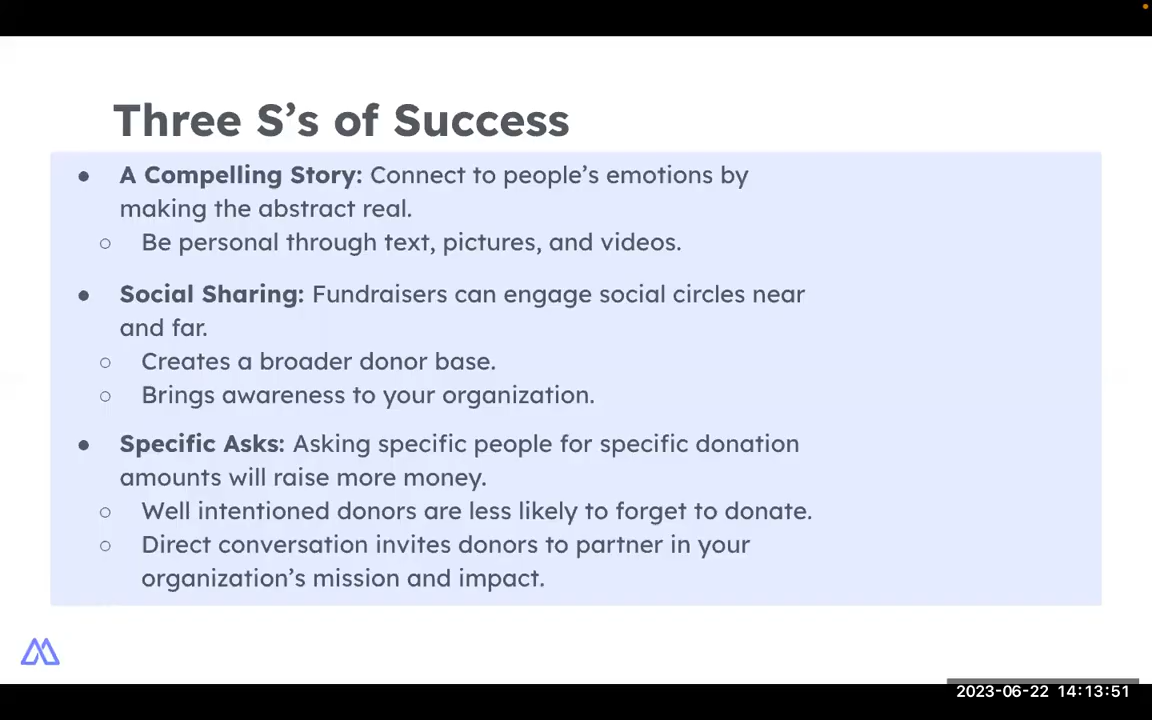 Three S’s of Success
● A Compelling Story: Connect to people’s emotions by
making the abstract real.
○ Be personal through text, pictures, and videos.
● Social Sharing: Fundraisers can engage social circles near
and far.
○ Creates a broader donor base.
○ Brings awareness to your organization.
● Specific Asks: Asking specific people for specific donation
amounts will raise more money.
○ Well intentioned donors are less likely to forget to donate.
○ Direct conversation invites donors to partner in your
organization’s mission and impact.
2023-06-22 14:13:51